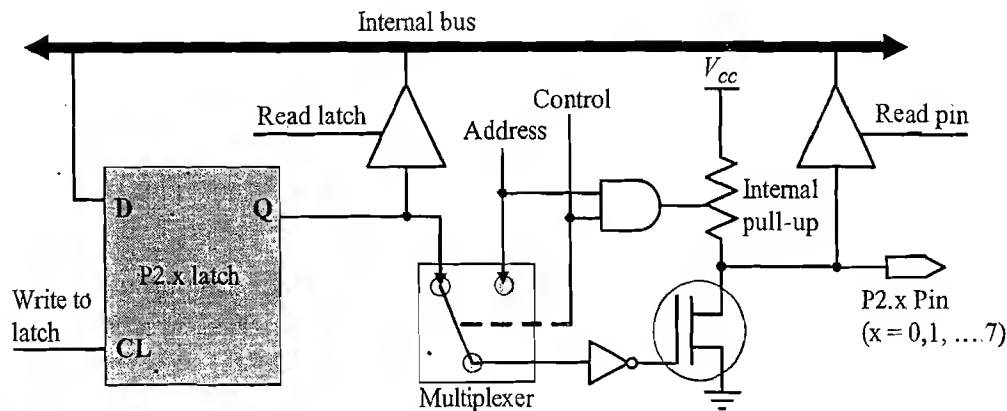 Internal bus
Vcc
Control
Read latch
Address
Read pin
D
Q
Internal
pull-up
P2.x latch
Write to
latch
CL
P2.x Pin
(x = 0,1, ....7)
Multiplexer